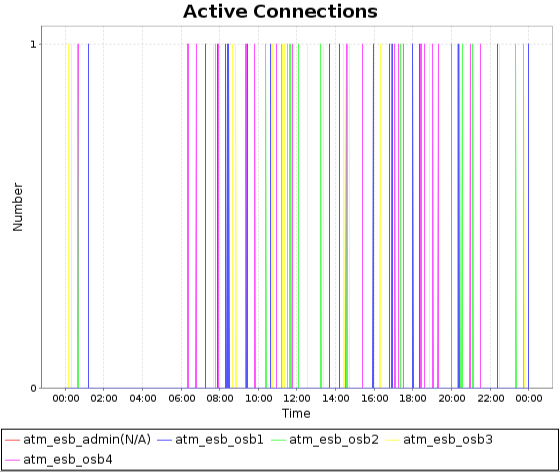 Active Connections
1
Number
0
00:00 02:00 04:00 06:00 08:00 10:00 12:00 14:00 16:00 18:00 20:00 22:00 00:00
Time
atm_esb_admin(N/A) atm_esb_osb1 atm_esb_osb2 atm_esb_osb3
atm_esb_osb4